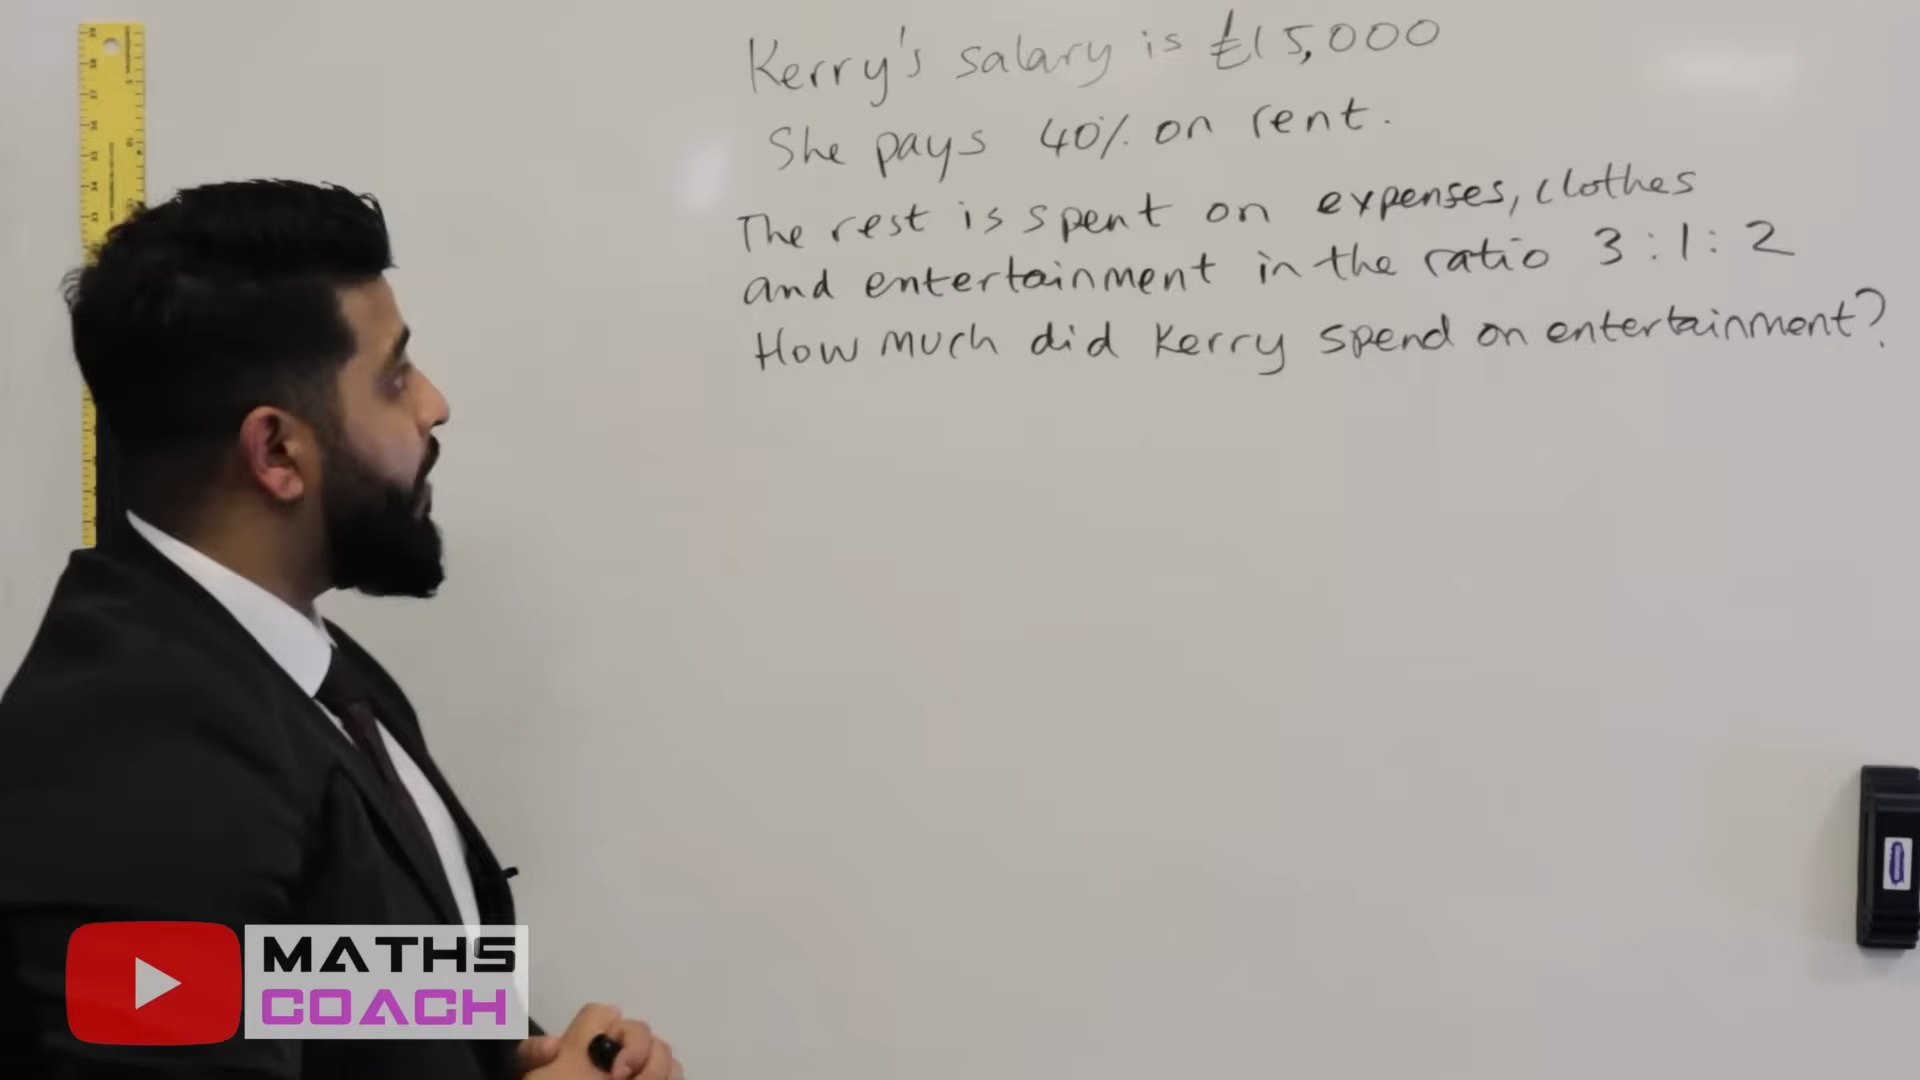 Kerry's salary is £15,000
She pays 40% on rent.
The rest is spent on expenses, clothes
and entertainment in the ratio 3:1:2
How much did Kerry spend on entertainment?
MATHS
COACH